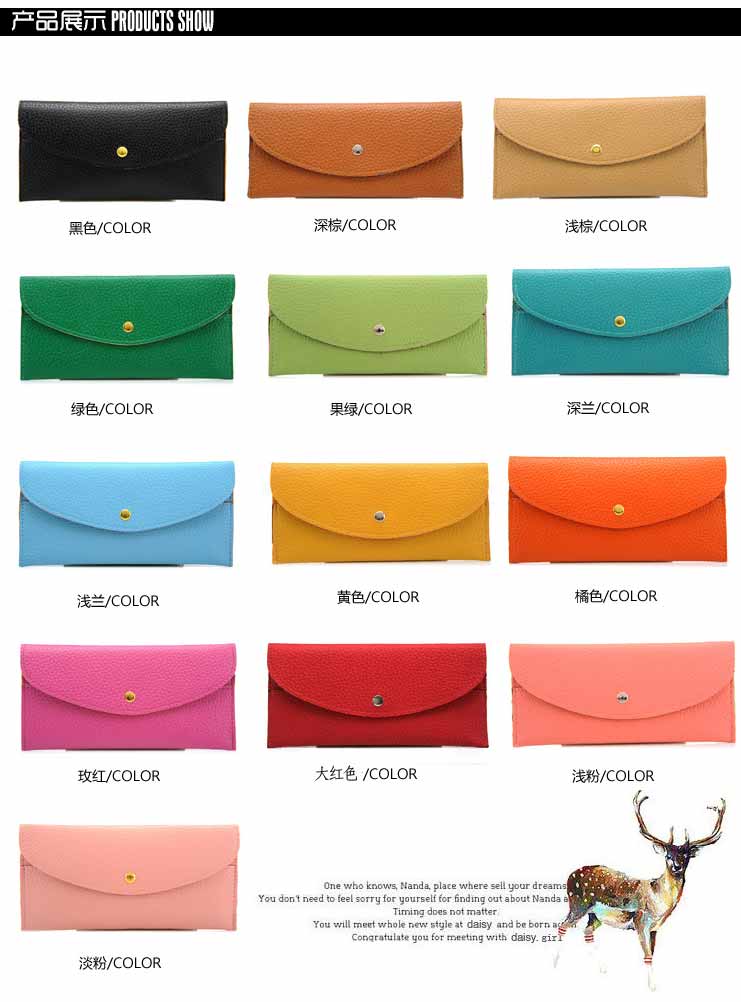 产品展示 PRODUCTS SHOW
黑色/COLOR
深棕/COLOR
浅棕/COLOR
绿色/COLOR
果绿/COLOR
深兰/COLOR
浅兰/COLOR
黄色/COLOR
橘色/COLOR
玫红/COLOR
大红色 /COLOR
浅粉/COLOR
淡粉/COLOR
One who knows, Nanda, place where sell your dreams
You don't need to feel sorry for yourself for finding out about Nanda
Timing does not matter.
You will meet whole new style at daisy and be born
Congratulate you for meeting with daisy. girl